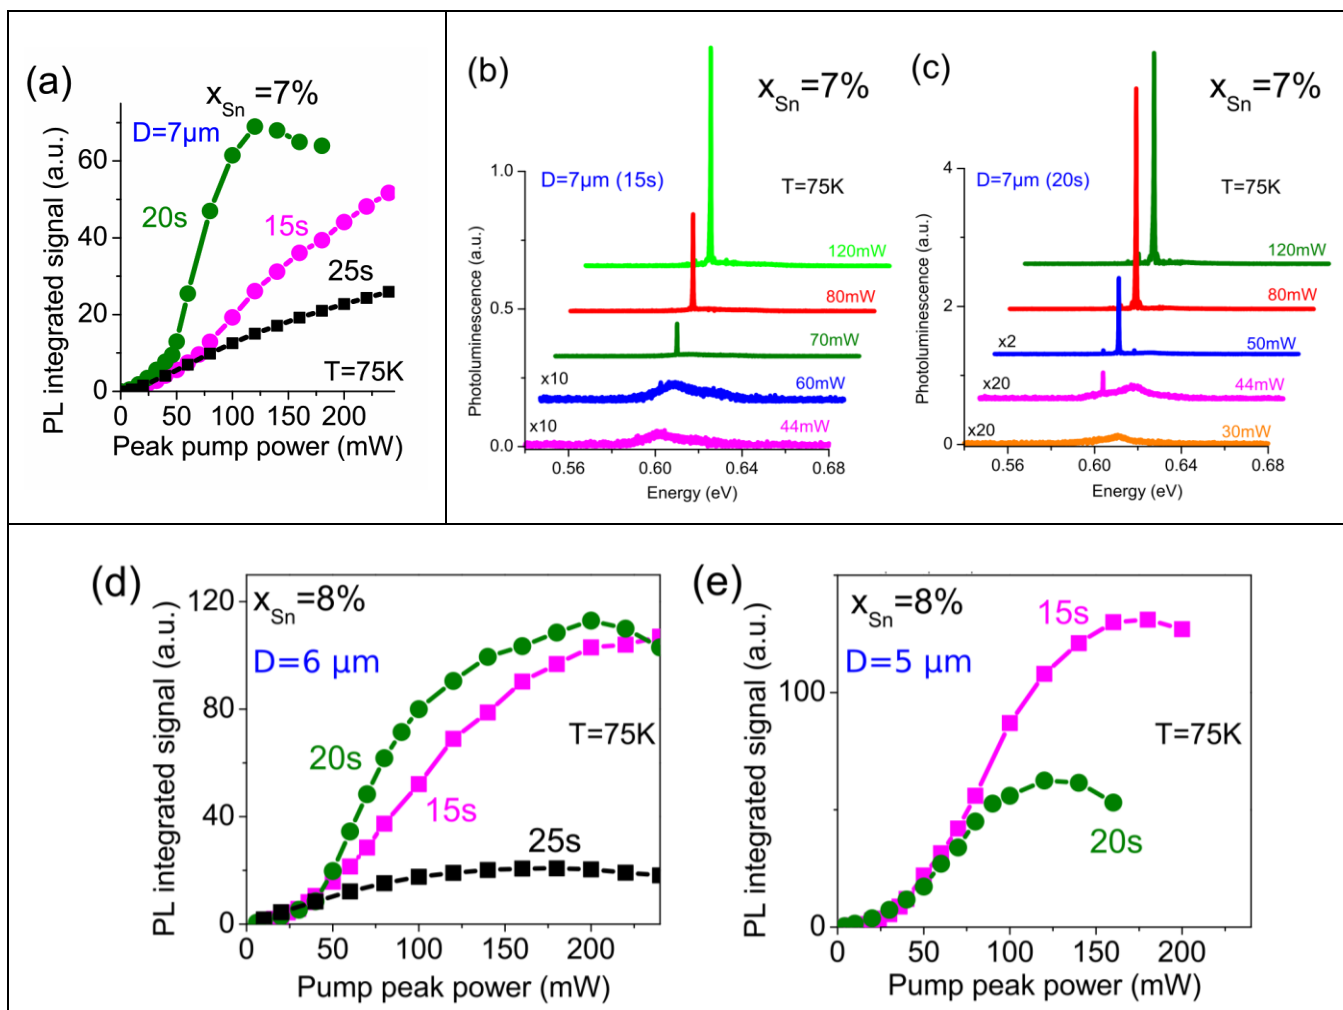 (a)
x_Sn =7%
D=7μm
20s
15s
25s
T=75K
60
40
20
0
0 50 100 150 200
PL integrated signal (a.u.)
Peak pump power (mW)
(b)
x_Sn=7%
D=7μm (15s)
T=75K
1.0
0.5
0.0
120mW
80mW
70mW
x10 60mW
x10 44mW
0.56 0.60 0.64 0.68
Photoluminescence (a.u.)
Energy (eV)
(c)
x_Sn=7%
D=7μm (20s)
T=75K
4
2
0
120mW
80mW
x2 50mW
x20 44mW
x20 30mW
0.56 0.60 0.64 0.68
Photoluminescence (a.u.)
Energy (eV)
(d)
x_Sn=8%
D=6 μm
T=75K
20s
15s
25s
120
80
40
0
0 50 100 150 200
PL integrated signal (a.u.)
Pump peak power (mW)
(e)
x_Sn=8%
D=5 μm
T=75K
15s
20s
100
0
0 50 100 150 200
PL integrated signal (a.u.)
Pump peak power (mW)